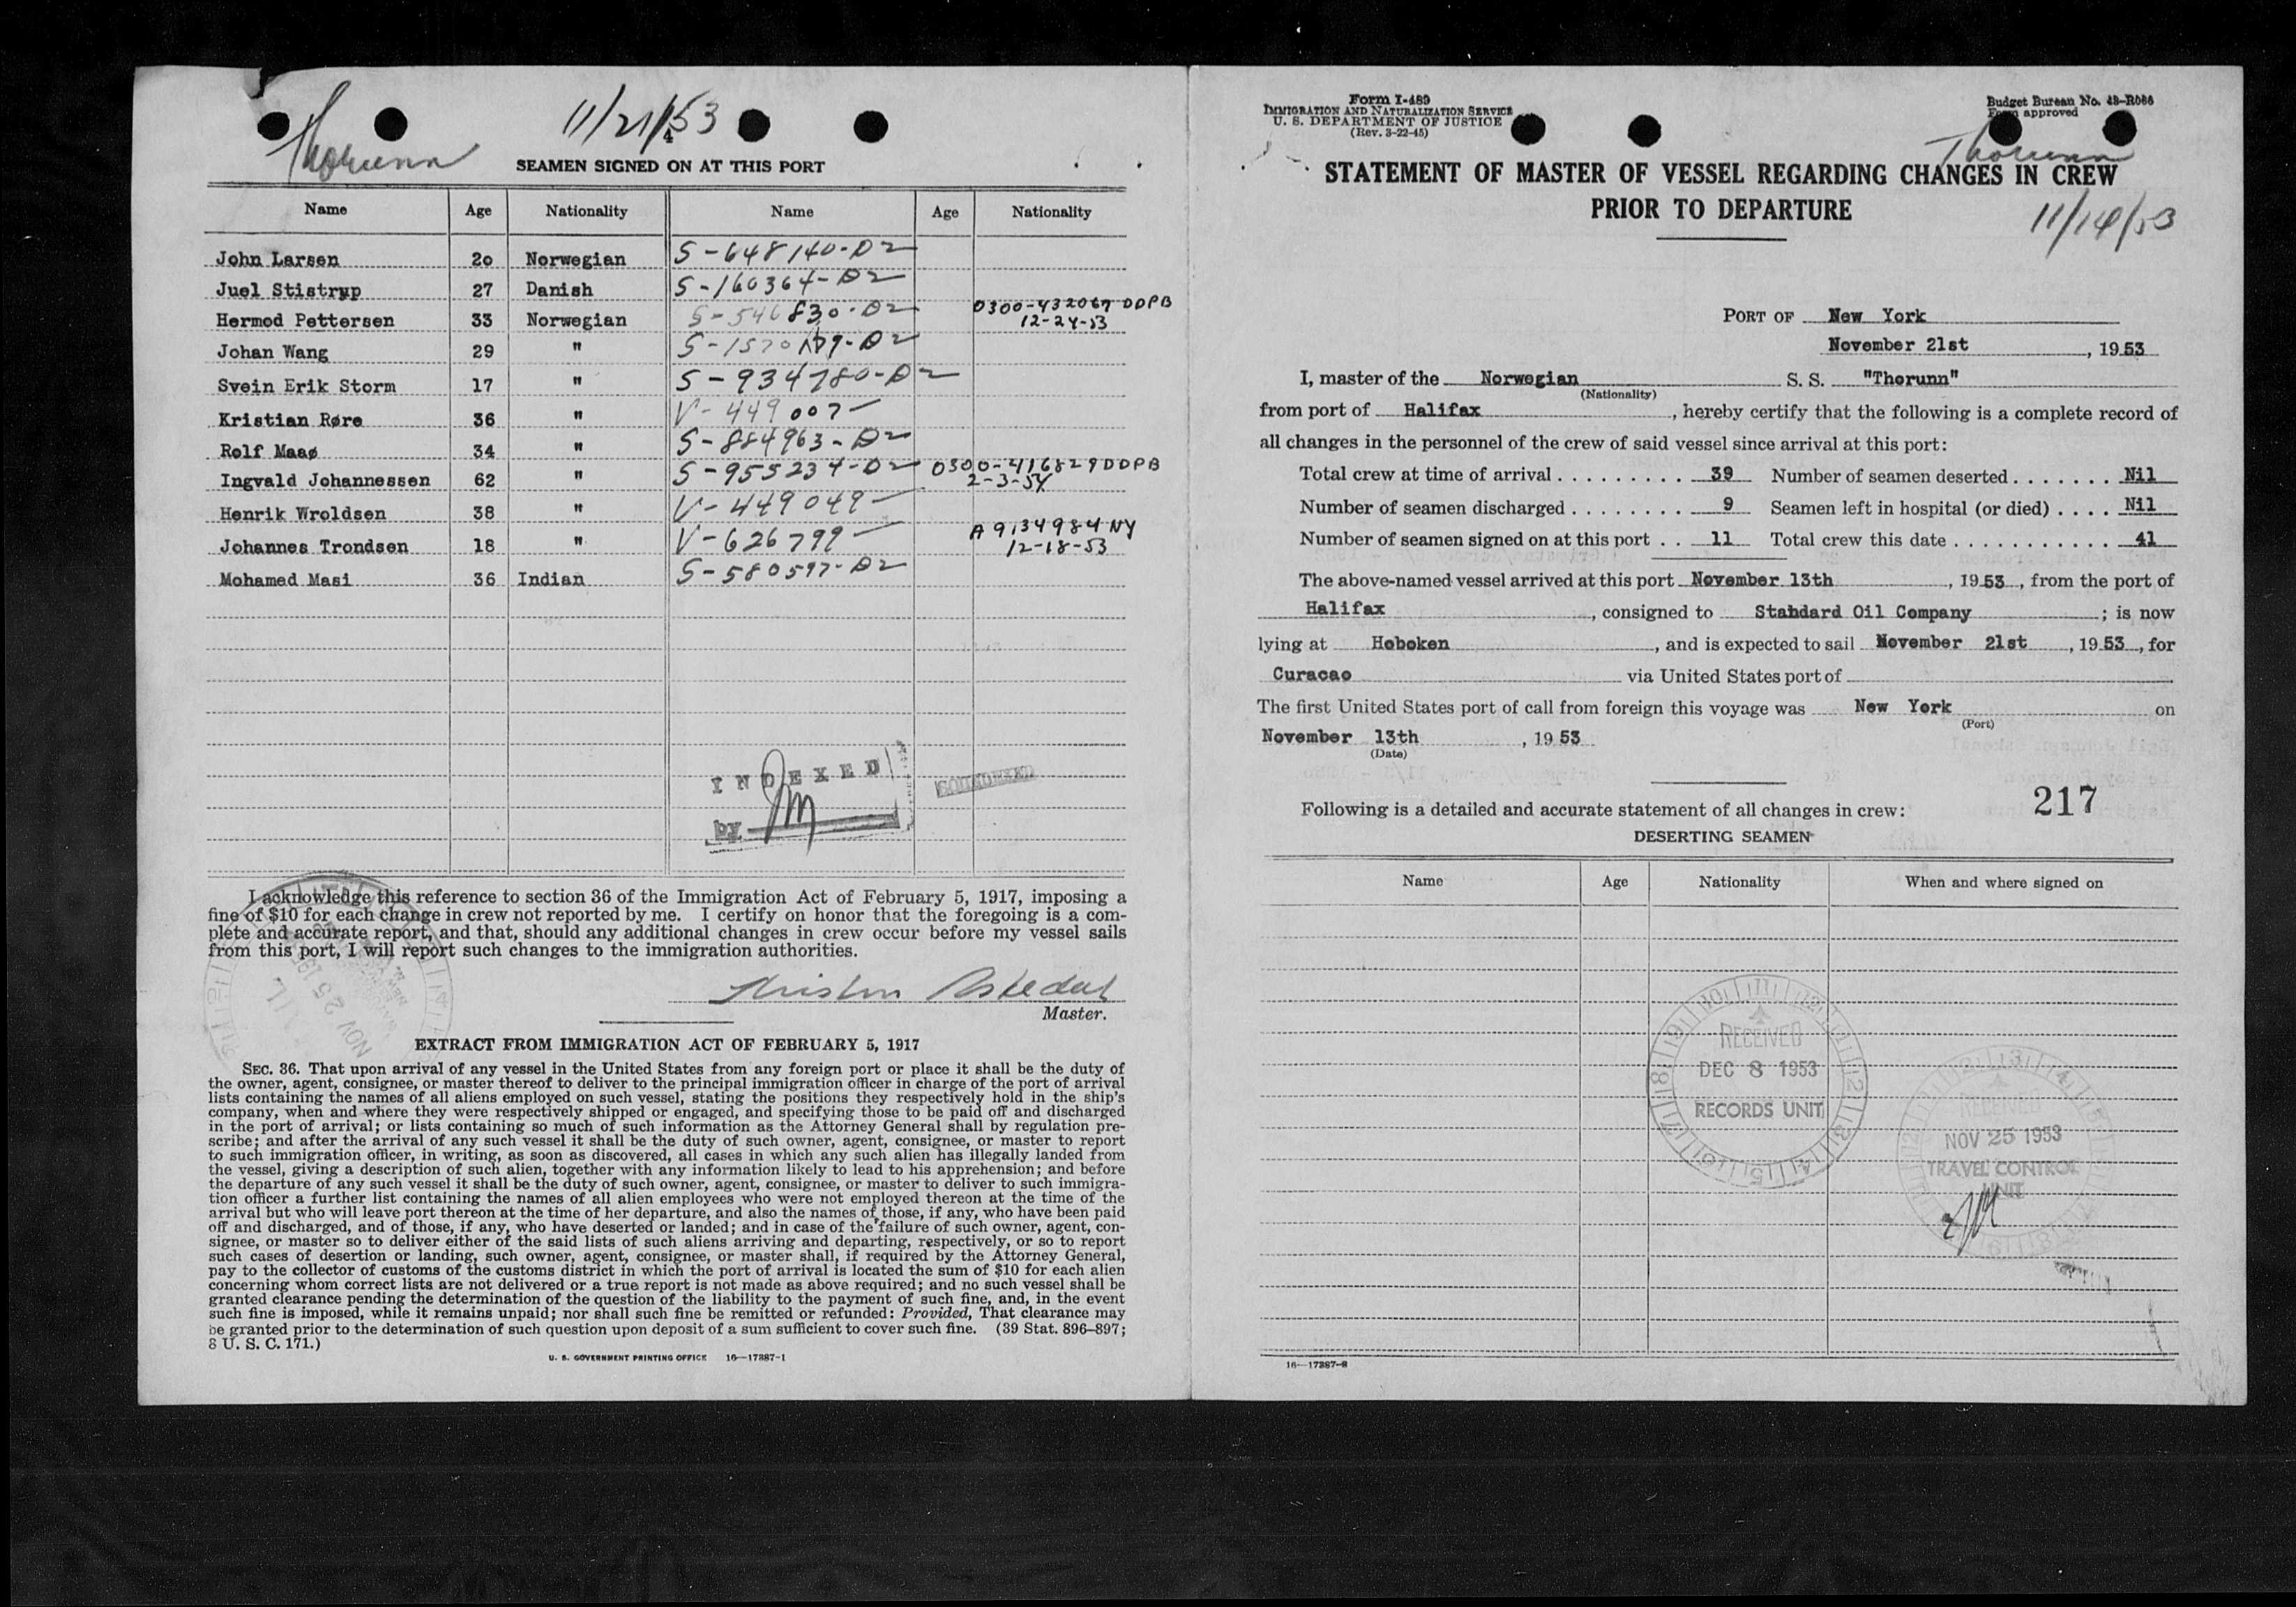 Thorunn
11/21/53
SEAMEN SIGNED ON AT THIS PORT
Name Age Nationality Name Age Nationality
John Larsen 20 Norwegian S-648140-D2
Juel Stistrup 27 Danish S-160364-D2
Hermod Pettersen 33 Norwegian S-546830-D2 0300-432067 DDPB
12-24-53
Johan Wang 29 " D2
Svein Erik Storm 17 " S-934780-D2
Kristian Røre 36 " V-449007-
Rolf Maaø 34 " S-884963-D2
Ingvald Johannessen 62 " S-955234-D2 0300-416829 DDPB
2-3-54
Henrik Wroldsen 38 " V-449049-
Johannes Trondsen 18 " V-626799- A9134984 NY
12-18-53
Mohamed Masi 36 Indian S-580597-D2
INDEXED
by
I acknowledge this reference to section 36 of the Immigration Act of February 5, 1917, imposing a
fine of $10 for each change in crew not reported by me. I certify on honor that the foregoing is a com-
plete and accurate report, and that, should any additional changes in crew occur before my vessel sails
from this port, I will report such changes to the immigration authorities.
NOV 25
Master.
EXTRACT FROM IMMIGRATION ACT OF FEBRUARY 5, 1917
SEC. 36. That upon arrival of any vessel in the United States from any foreign port or place it shall be the duty of
the owner, agent, consignee, or master thereof to deliver to the principal immigration officer in charge of the port of arrival
lists containing the names of all aliens employed on such vessel, stating the positions they respectively hold in the ship's
company, when and where they were respectively shipped or engaged, and specifying those to be paid off and discharged
in the port of arrival; or lists containing so much of such information as the Attorney General shall by regulation pre-
scribe; and after the arrival of any such vessel it shall be the duty of such owner, agent, consignee, or master to report
to such immigration officer, in writing, as soon as discovered, all cases in which any such alien has illegally landed from
the vessel, giving a description of such alien, together with any information likely to lead to his apprehension; and before
the departure of any such vessel it shall be the duty of such owner, agent, consignee, or master to deliver to such immigra-
tion officer a further list containing the names of all alien employees who were not employed thereon at the time of the
arrival but who will leave port thereon at the time of her departure, and also the names of those, if any, who have been paid
off and discharged, and of those, if any, who have deserted or landed; and in case of the failure of such owner, agent, con-
signee, or master so to deliver either of the said lists of such aliens arriving and departing, respectively, or so to report
such cases of desertion or landing, such owner, agent, consignee, or master shall, if required by the Attorney General,
pay to the collector of customs of the customs district in which the port of arrival is located the sum of $10 for each alien
concerning whom correct lists are not delivered or a true report is not made as above required; and no such vessel shall be
granted clearance pending the determination of the question of the liability to the payment of such fine, and, in the event
such fine is imposed, while it remains unpaid; nor shall such fine be remitted or refunded: Provided, That clearance may
be granted prior to the determination of such question upon deposit of a sum sufficient to cover such fine. (39 Stat. 896–897;
8 U. S. C. 171.)
U. S. GOVERNMENT PRINTING OFFICE 16—17387-1
Form I-489
IMMIGRATION AND NATURALIZATION SERVICE
U. S. DEPARTMENT OF JUSTICE
(Rev. 3-22-45)
Budget Bureau No. 43-R086
Form approved
Thorunn
STATEMENT OF MASTER OF VESSEL REGARDING CHANGES IN CREW
PRIOR TO DEPARTURE
11/14/53
PORT OF New York
November 21st, 1953
I, master of the Norwegian S. S. "Thorunn"
(Nationality)
from port of Halifax, hereby certify that the following is a complete record of
all changes in the personnel of the crew of said vessel since arrival at this port:
Total crew at time of arrival . . . . . . . . . 39 Number of seamen deserted . . . . . . . Nil
Number of seamen discharged . . . . . . . . 9 Seamen left in hospital (or died) . . . . Nil
Number of seamen signed on at this port . . 11 Total crew this date . . . . . . . . . . . . 41
The above-named vessel arrived at this port November 13th, 1953, from the port of
Halifax, consigned to Standard Oil Company; is now
lying at Hoboken, and is expected to sail November 21st, 1953, for
Curacao via United States port of
The first United States port of call from foreign this voyage was New York on
(Port)
November 13th, 1953
(Date)
Following is a detailed and accurate statement of all changes in crew:
217
DESERTING SEAMEN
Name Age Nationality When and where signed on
RECEIVED
DEC 8 1953
RECORDS UNIT
RECEIVED
NOV 25 1953
TRAVEL CONTROL
UNIT
16—17387-2